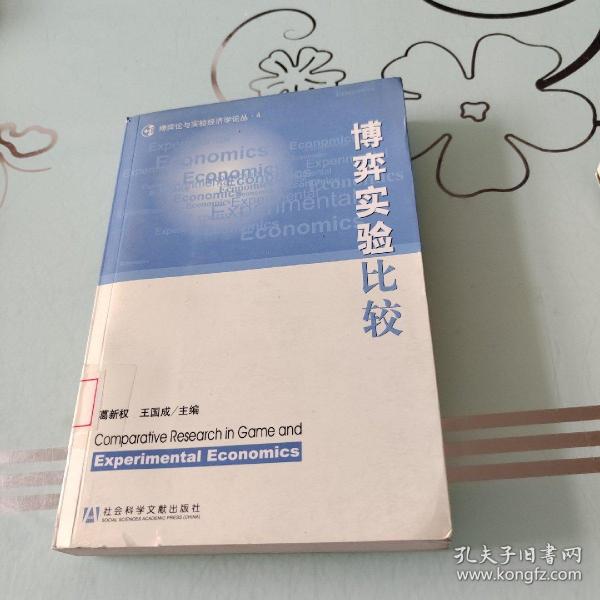 博弈论与实验经济学论丛·4
Experimental
Economics
Economics
Economics
Experimental
Economics
博弈实验比较
葛新权 王国成/主编
Comparative Research in Game and
Experimental Economics
社会科学文献出版社
SOCIAL SCIENCES ACADEMIC PRESS (CHINA)
孔夫子旧书网
www.kongfz.com